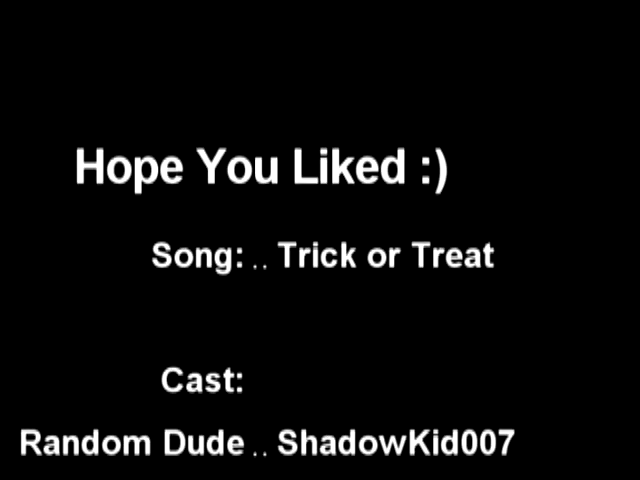 Hope You Liked :)
Song: .. Trick or Treat
Cast:
Random Dude .. ShadowKid007